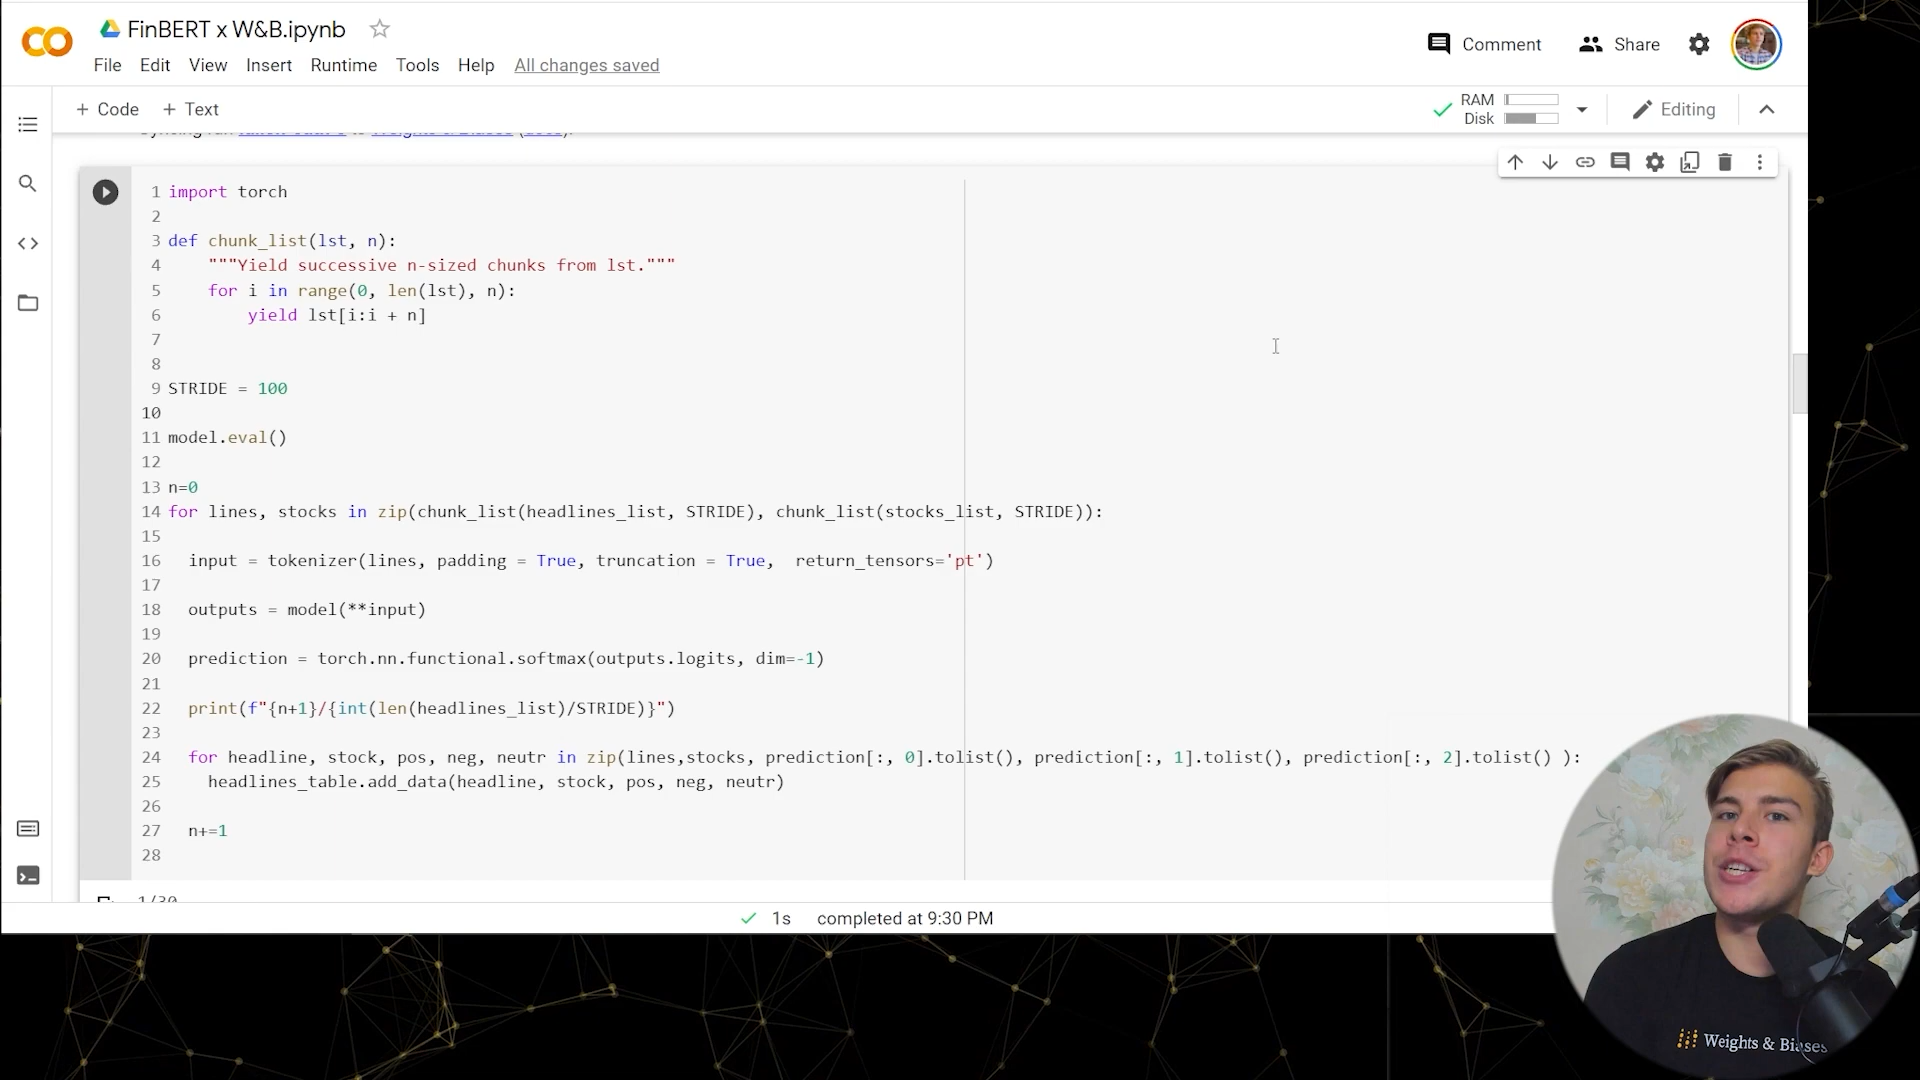 FinBERT x W&B.ipynb
Comment
Share
File Edit View Insert Runtime Tools Help All changes saved
+ Code + Text
RAM
Disk
Editing
1 import torch
2
3 def chunk_list(lst, n):
4 """Yield successive n-sized chunks from lst."""
5 for i in range(0, len(lst), n):
6 yield lst[i:i + n]
7
8
9 STRIDE = 100
10
11 model.eval()
12
13 n=0
14 for lines, stocks in zip(chunk_list(headlines_list, STRIDE), chunk_list(stocks_list, STRIDE)):
15
16 input = tokenizer(lines, padding = True, truncation = True,  return_tensors='pt')
17
18 outputs = model(**input)
19
20 prediction = torch.nn.functional.softmax(outputs.logits, dim=-1)
21
22 print(f"{n+1}/{int(len(headlines_list)/STRIDE)}")
23
24 for headline, stock, pos, neg, neutr in zip(lines,stocks, prediction[:, 0].tolist(), prediction[:, 1].tolist(), prediction[:, 2].tolist() ):
25 headlines_table.add_data(headline, stock, pos, neg, neutr)
26
27 n+=1
28
1/30
1s completed at 9:30 PM
Weights & Biases